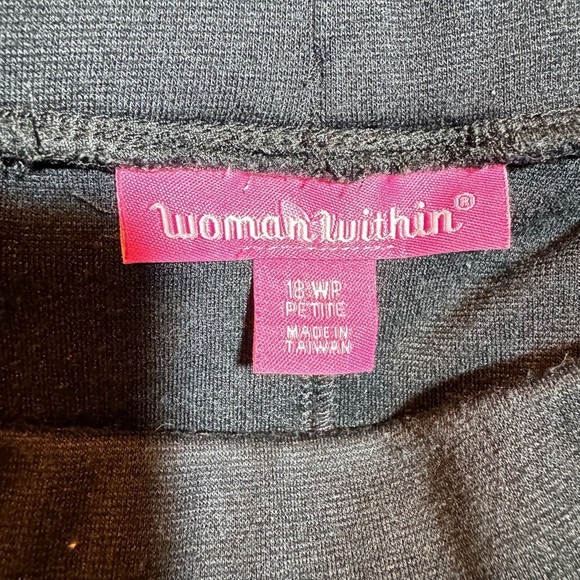 Woman Within®
18 WP
PETITE
MADE IN
TAIWAN